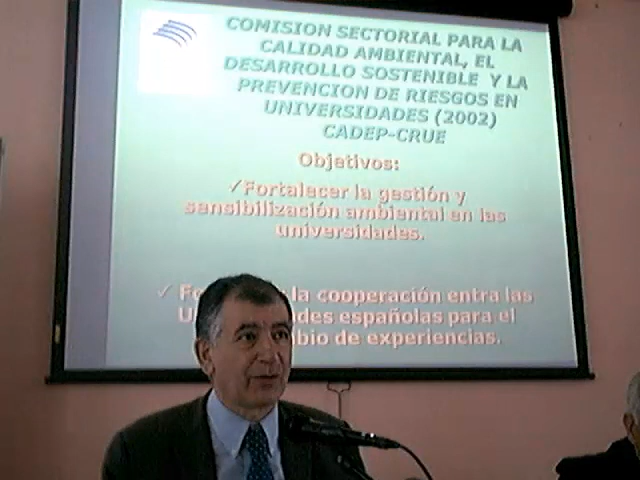 COMISION SECTORIAL PARA LA
CALIDAD AMBIENTAL, EL
DESARROLLO SOSTENIBLE Y LA
PREVENCION DE RIESGOS EN
UNIVERSIDADES (2002)
CADEP-CRUE
Objetivos:
✓Fortalecer la gestión y
sensibilización ambiental en las
universidades.
✓ la cooperación entra las
españolas para el
de experiencias.